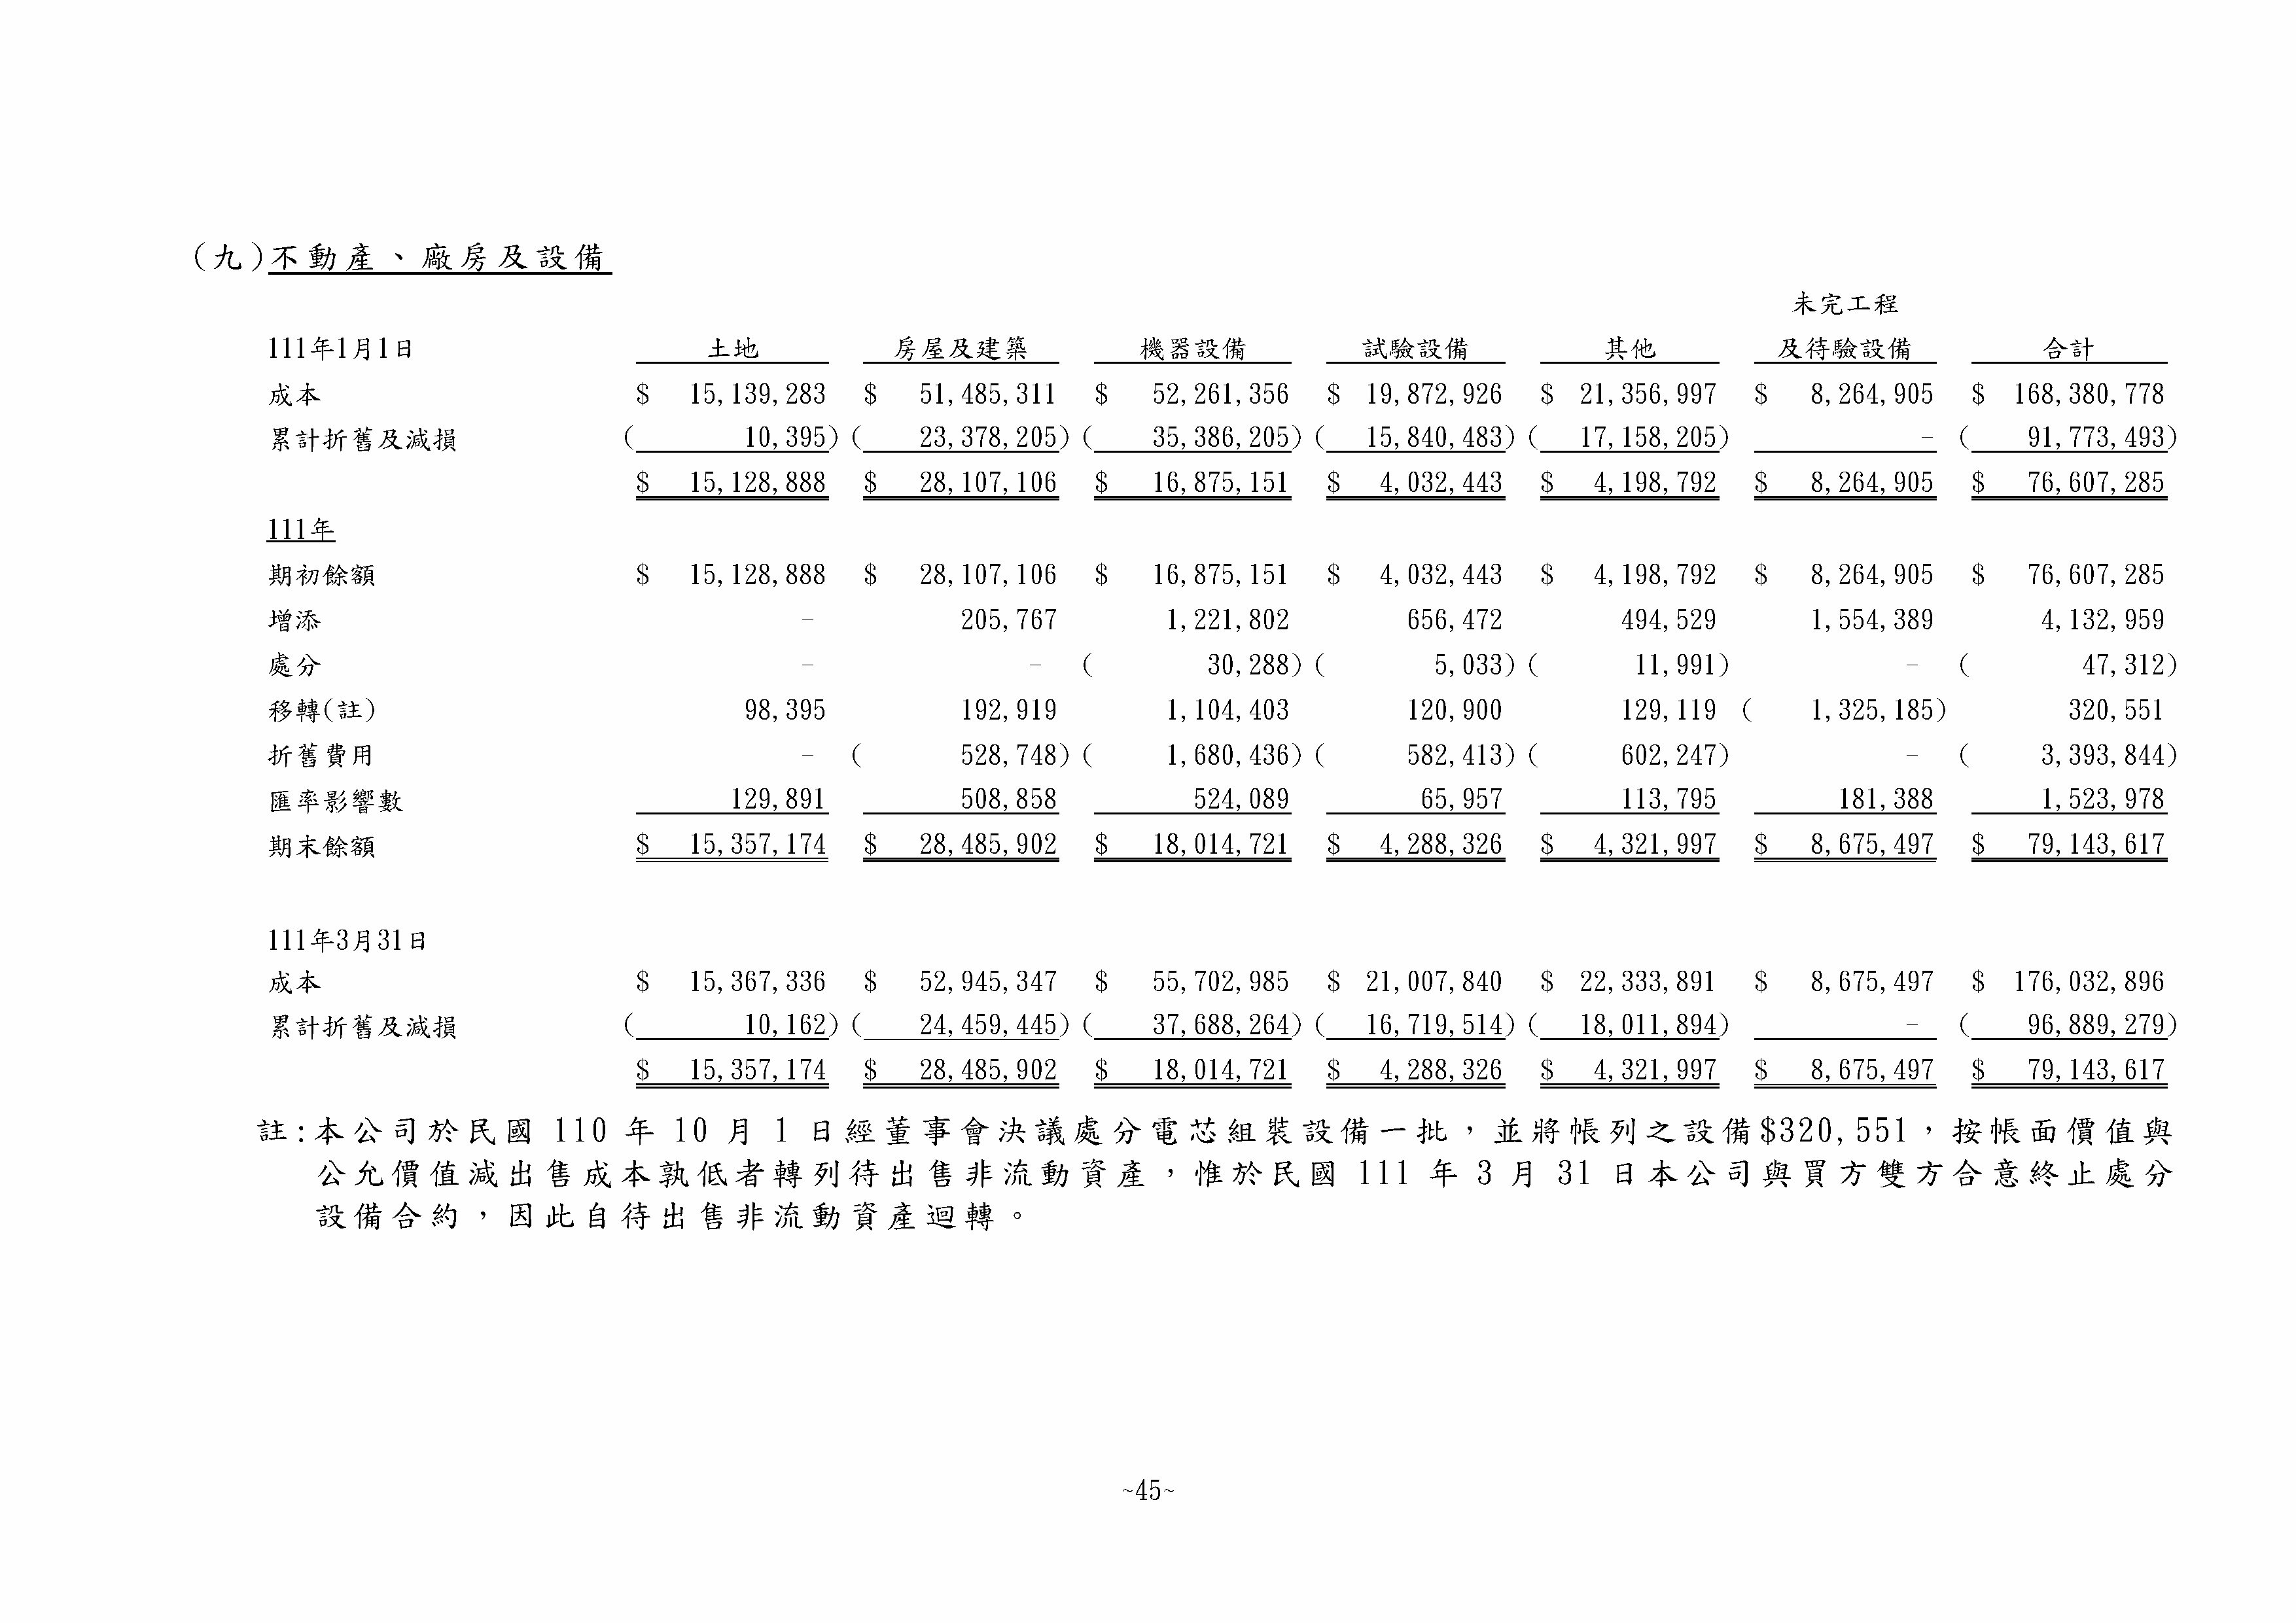 (九)不動產、廠房及設備
未完工程
111年1月1日 土地 房屋及建築 機器設備 試驗設備 其他 及待驗設備 合計
成本 $ 15,139,283 $ 51,485,311 $ 52,261,356 $ 19,872,926 $ 21,356,997 $ 8,264,905 $ 168,380,778
累計折舊及減損 ( 10,395) ( 23,378,205) ( 35,386,205) ( 15,840,483) ( 17,158,205) - ( 91,773,493)
$ 15,128,888 $ 28,107,106 $ 16,875,151 $ 4,032,443 $ 4,198,792 $ 8,264,905 $ 76,607,285
111年
期初餘額 $ 15,128,888 $ 28,107,106 $ 16,875,151 $ 4,032,443 $ 4,198,792 $ 8,264,905 $ 76,607,285
增添 - 205,767 1,221,802 656,472 494,529 1,554,389 4,132,959
處分 - - ( 30,288) ( 5,033) ( 11,991) - ( 47,312)
移轉(註) 98,395 192,919 1,104,403 120,900 129,119 ( 1,325,185) 320,551
折舊費用 - ( 528,748) ( 1,680,436) ( 582,413) ( 602,247) - ( 3,393,844)
匯率影響數 129,891 508,858 524,089 65,957 113,795 181,388 1,523,978
期末餘額 $ 15,357,174 $ 28,485,902 $ 18,014,721 $ 4,288,326 $ 4,321,997 $ 8,675,497 $ 79,143,617
111年3月31日
成本 $ 15,367,336 $ 52,945,347 $ 55,702,985 $ 21,007,840 $ 22,333,891 $ 8,675,497 $ 176,032,896
累計折舊及減損 ( 10,162) ( 24,459,445) ( 37,688,264) ( 16,719,514) ( 18,011,894) - ( 96,889,279)
$ 15,357,174 $ 28,485,902 $ 18,014,721 $ 4,288,326 $ 4,321,997 $ 8,675,497 $ 79,143,617
註:本公司於民國 110 年 10 月 1 日經董事會決議處分電芯組裝設備一批，並將帳列之設備$320,551，按帳面價值與
公允價值減出售成本孰低者轉列待出售非流動資產，惟於民國 111 年 3 月 31 日本公司與買方雙方合意終止處分
設備合約，因此自待出售非流動資產迴轉。
~45~